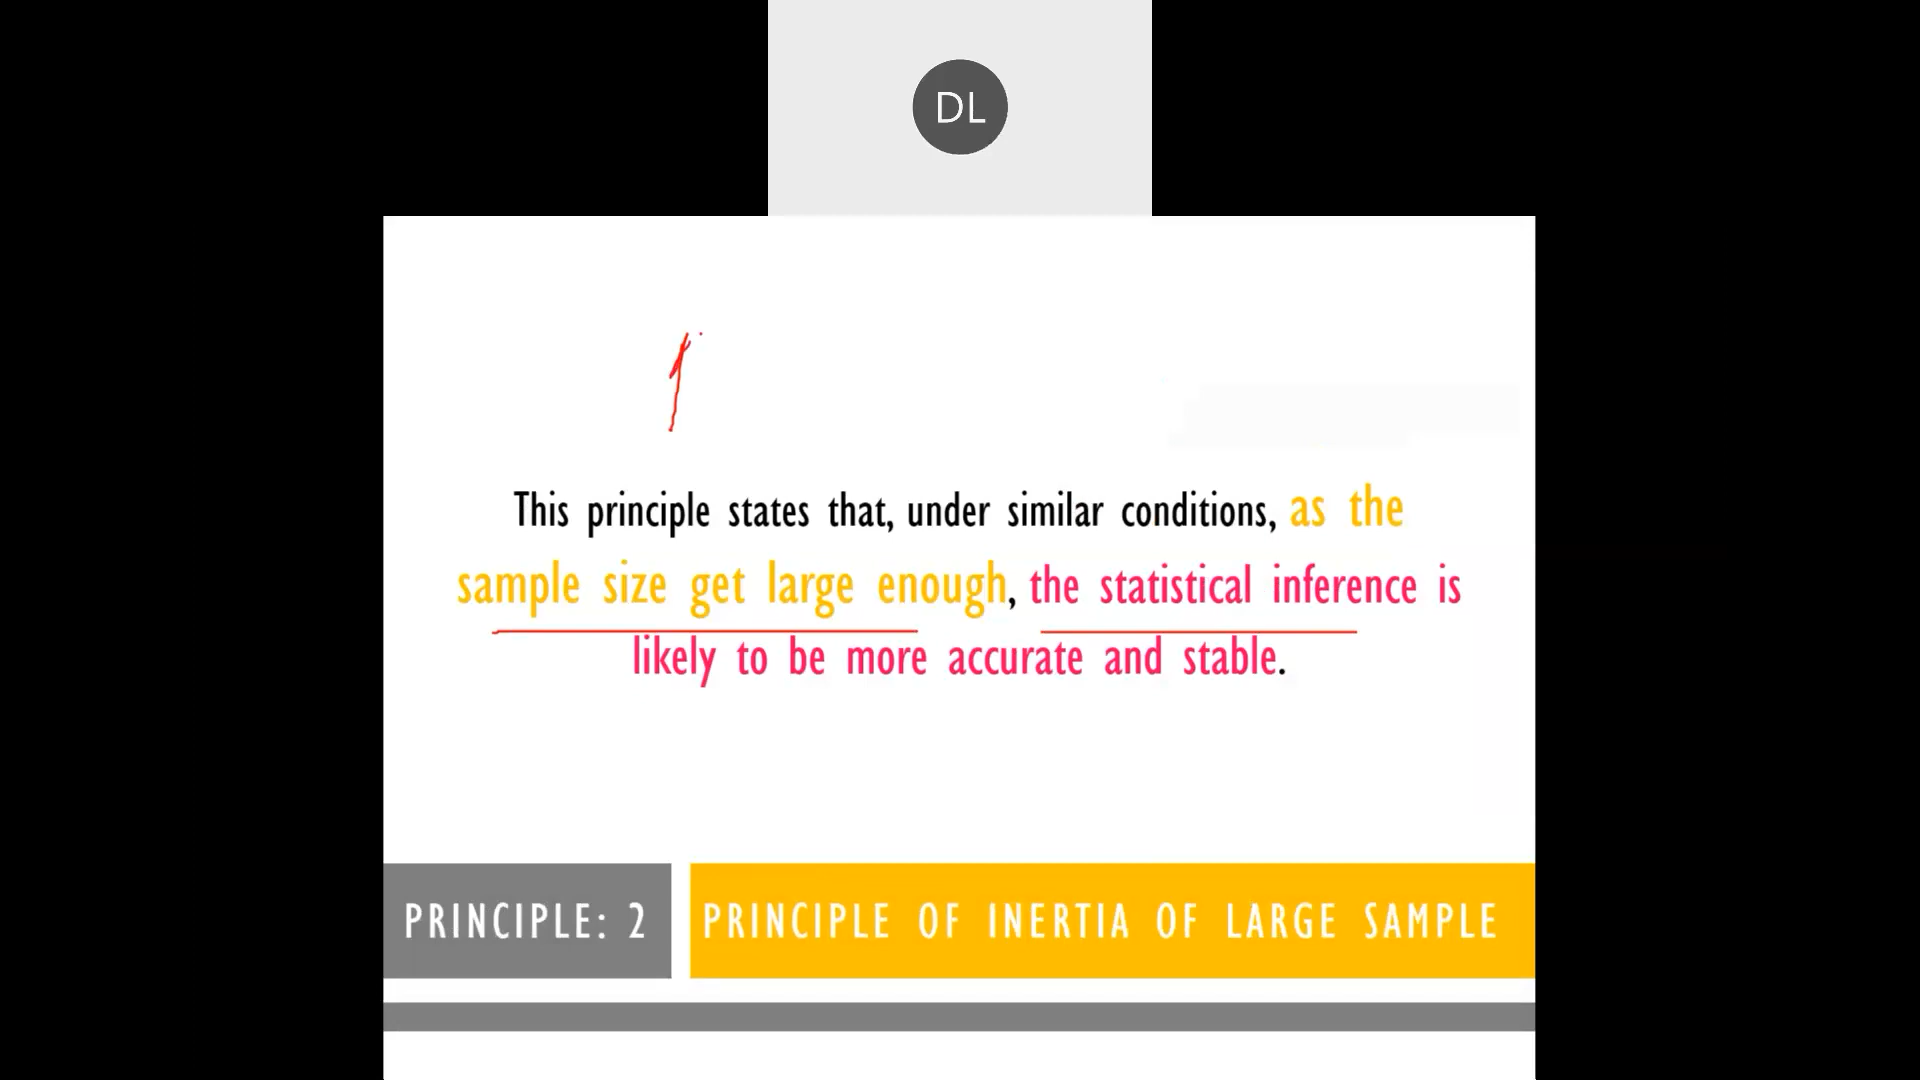 DL
This principle states that, under similar conditions, as the
sample size get large enough, the statistical inference is
likely to be more accurate and stable.
PRINCIPLE: 2
PRINCIPLE OF INERTIA OF LARGE SAMPLE